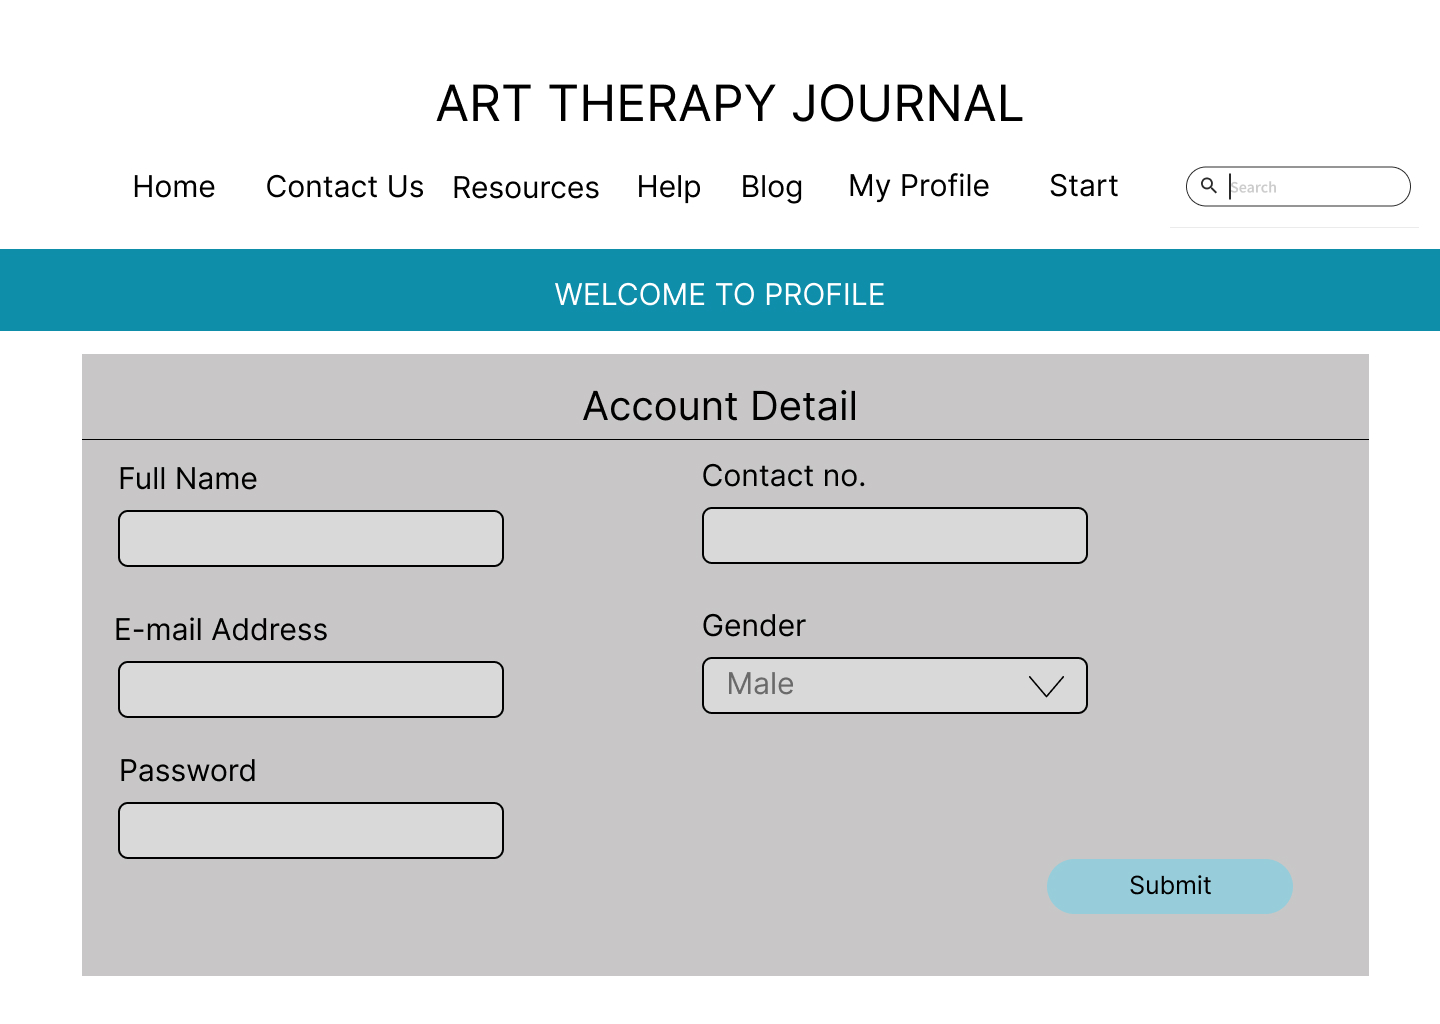 ART THERAPY JOURNAL
Home Contact Us Resources Help Blog My Profile Start Search
WELCOME TO PROFILE
Account Detail
Full Name Contact no.
E-mail Address Gender
Male
Password
Submit